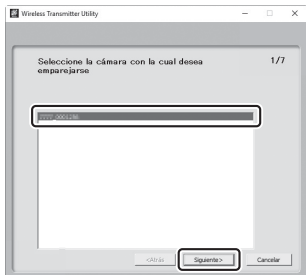 Wireless Transmitter Utility
Seleccione la cámara con la cual desea
emparejarse
1/7
<Atrás
Siguiente>
Cancelar